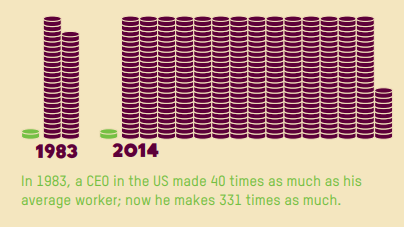 1983 2014
In 1983, a CEO in the US made 40 times as much as his
average worker; now he makes 331 times as much.